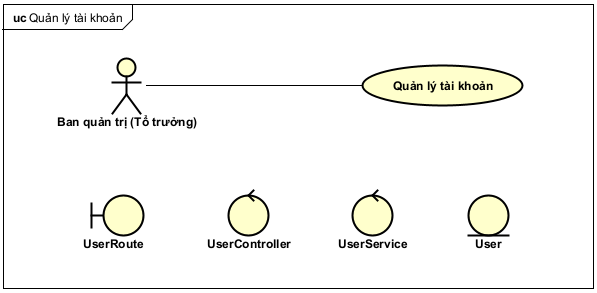 uc Quản lý tài khoản
Ban quản trị (Tổ trưởng)
Quản lý tài khoản
UserRoute
UserController
UserService
User